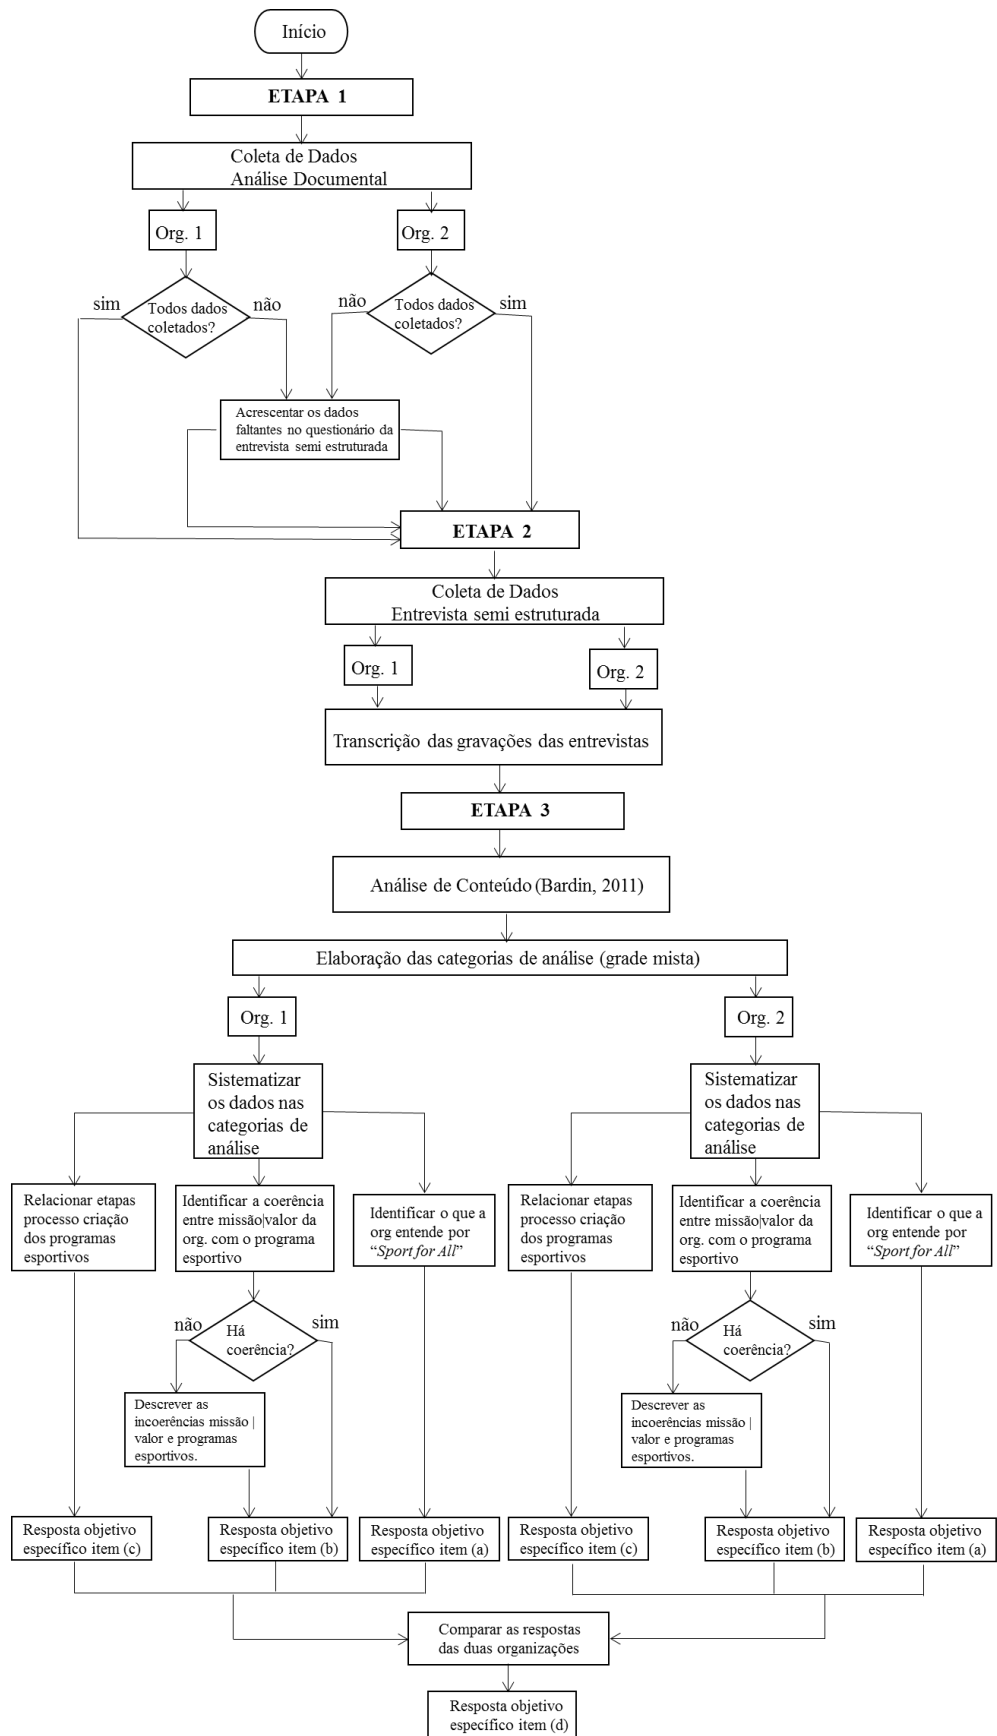 Início
ETAPA 1
Coleta de Dados
Análise Documental
Org. 1
Org. 2
sim
Todos dados
coletados?
não
não
Todos dados
coletados?
sim
Acrescentar os dados
faltantes no questionário da
entrevista semi estruturada
ETAPA 2
Coleta de Dados
Entrevista semi estruturada
Org. 1
Org. 2
Transcrição das gravações das entrevistas
ETAPA 3
Análise de Conteúdo (Bardin, 2011)
Elaboração das categorias de análise (grade mista)
Org. 1
Org. 2
Sistematizar
os dados nas
categorias de
análise
Sistematizar
os dados nas
categorias de
análise
Relacionar etapas
processo criação
dos programas
esportivos
Identificar a coerência
entre missão|valor da
org. com o programa
esportivo
Identificar o que a
org entende por
“Sport for All”
Relacionar etapas
processo criação
dos programas
esportivos
Identificar a coerência
entre missão|valor da
org. com o programa
esportivo
Identificar o que a
org entende por
“Sport for All”
não
Há
coerência?
sim
não
Há
coerência?
sim
Descrever as
incoerências missão |
valor e programas
esportivos.
Descrever as
incoerências missão |
valor e programas
esportivos.
Resposta objetivo
específico item (c)
Resposta objetivo
específico item (b)
Resposta objetivo
específico item (a)
Resposta objetivo
específico item (c)
Resposta objetivo
específico item (b)
Resposta objetivo
específico item (a)
Comparar as respostas
das duas organizações
Resposta objetivo
específico item (d)